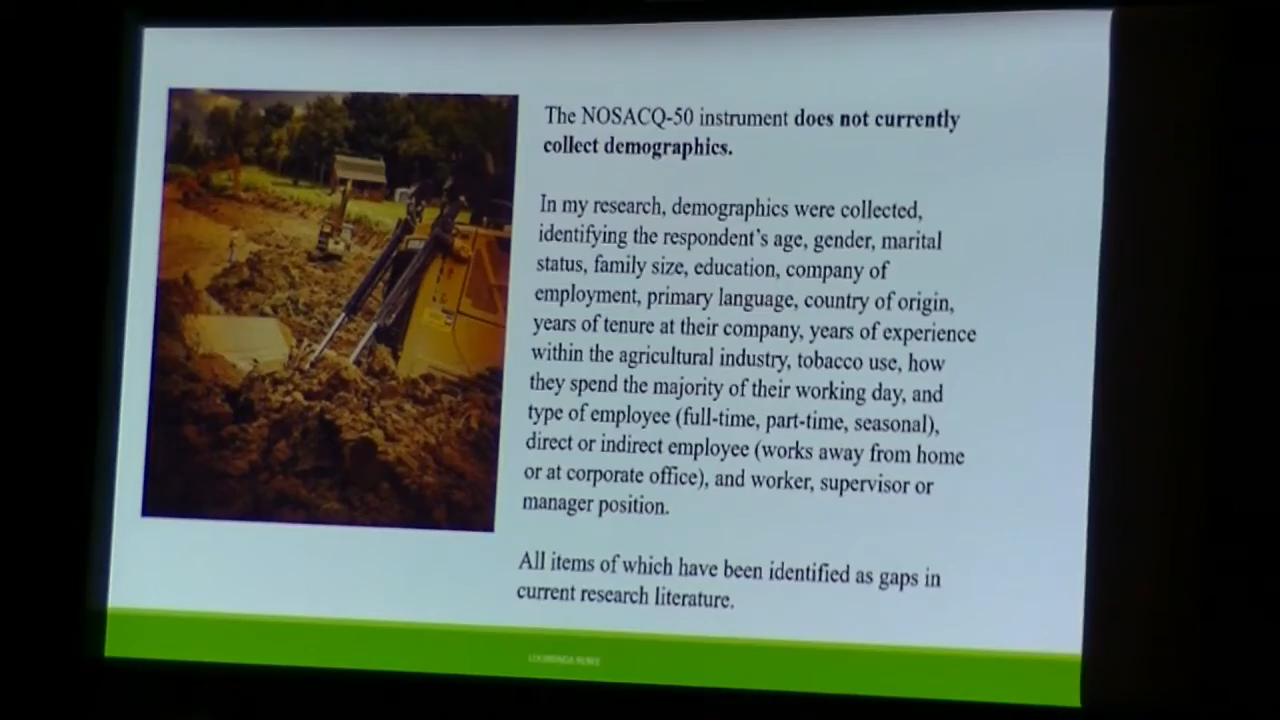 The NOSACQ-50 instrument does not currently
collect demographics.
In my research, demographics were collected,
identifying the respondent's age, gender, marital
status, family size, education, company of
employment, primary language, country of origin,
years of tenure at their company, years of experience
within the agricultural industry, tobacco use, how
they spend the majority of their working day, and
type of employee (full-time, part-time, seasonal),
direct or indirect employee (works away from home
or at corporate office), and worker, supervisor or
manager position.
All items of which have been identified as gaps in
current research literature.